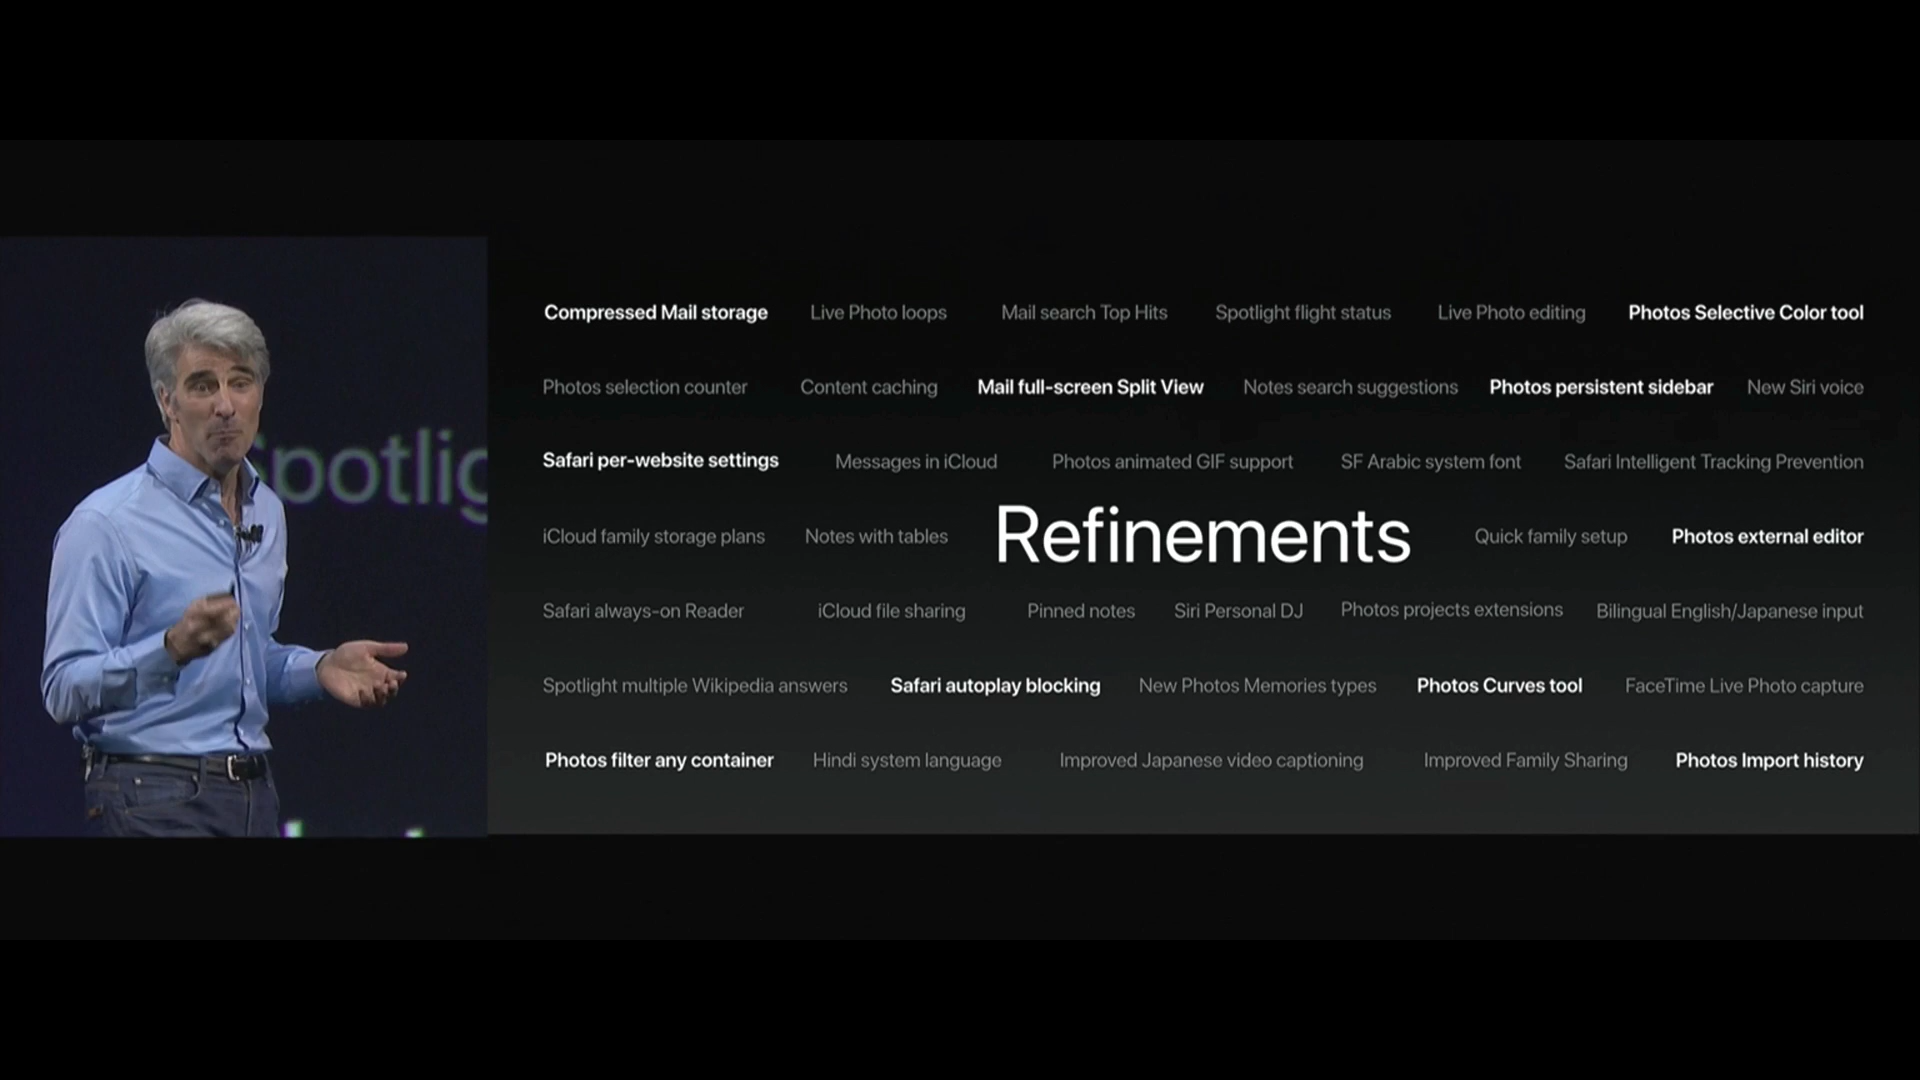 Compressed Mail storage Live Photo loops Mail search Top Hits Spotlight flight status Live Photo editing Photos Selective Color tool
Photos selection counter Content caching Mail full-screen Split View Notes search suggestions Photos persistent sidebar New Siri voice
Safari per-website settings Messages in iCloud Photos animated GIF support SF Arabic system font Safari Intelligent Tracking Prevention
Spotlig
iCloud family storage plans Notes with tables Refinements Quick family setup Photos external editor
Safari always-on Reader iCloud file sharing Pinned notes Siri Personal DJ Photos projects extensions Bilingual English/Japanese input
Spotlight multiple Wikipedia answers Safari autoplay blocking New Photos Memories types Photos Curves tool FaceTime Live Photo capture
Photos filter any container Hindi system language Improved Japanese video captioning Improved Family Sharing Photos Import history